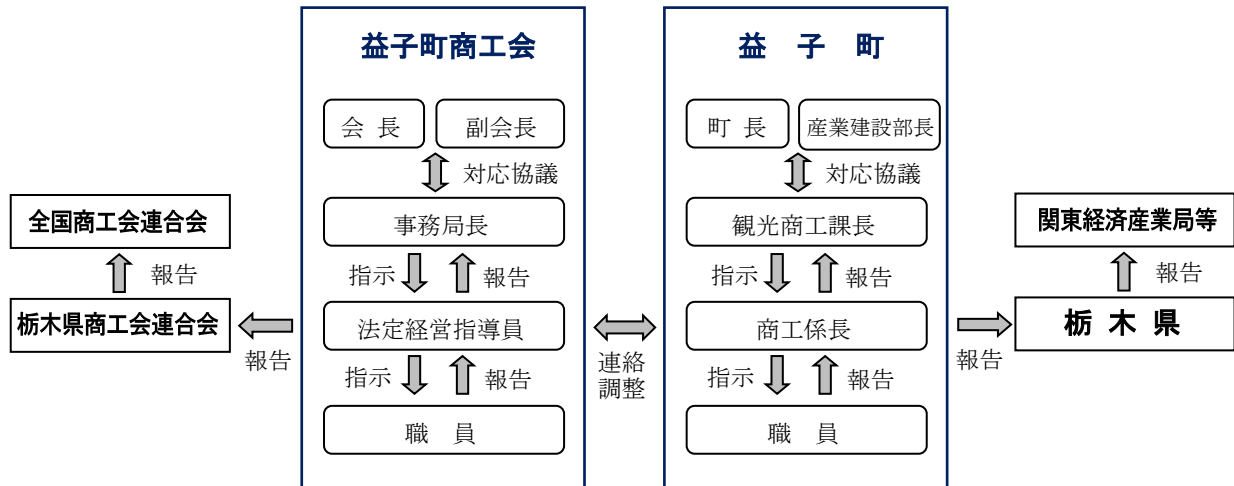 益子町商工会
会 長
副会長
対応協議
事務局長
指示
報告
法定経営指導員
指示
報告
職 員
益 子 町
町 長
産業建設部長
対応協議
観光商工課長
指示
報告
商工係長
指示
報告
職 員
連絡
調整
全国商工会連合会
報告
栃木県商工会連合会
報告
関東経済産業局等
報告
栃 木 県
報告